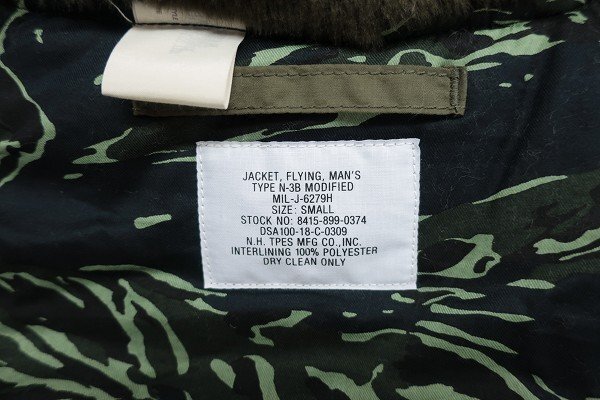 JACKET, FLYING, MAN'S
TYPE N-3B MODIFIED
MIL-J-6279H
SIZE: SMALL
STOCK NO: 8415-899-0374
DSA100-18-C-0309
N.H. TPES MFG CO.,INC.
INTERLINING 100% POLYESTER
DRY CLEAN ONLY